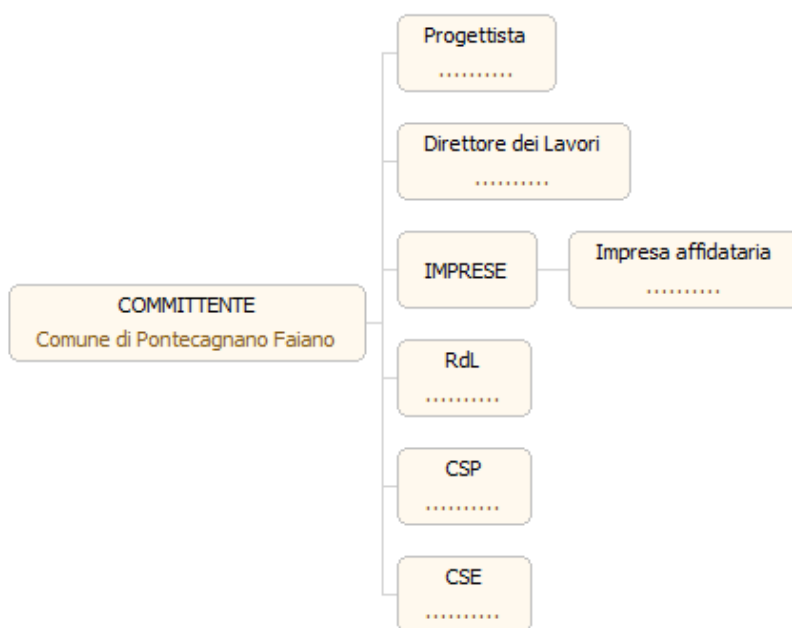 Progettista
..........
Direttore dei Lavori
..........
IMPRESE
Impresa affidataria
..........
COMMITTENTE
Comune di Pontecagnano Faiano
RdL
..........
CSP
..........
CSE
..........